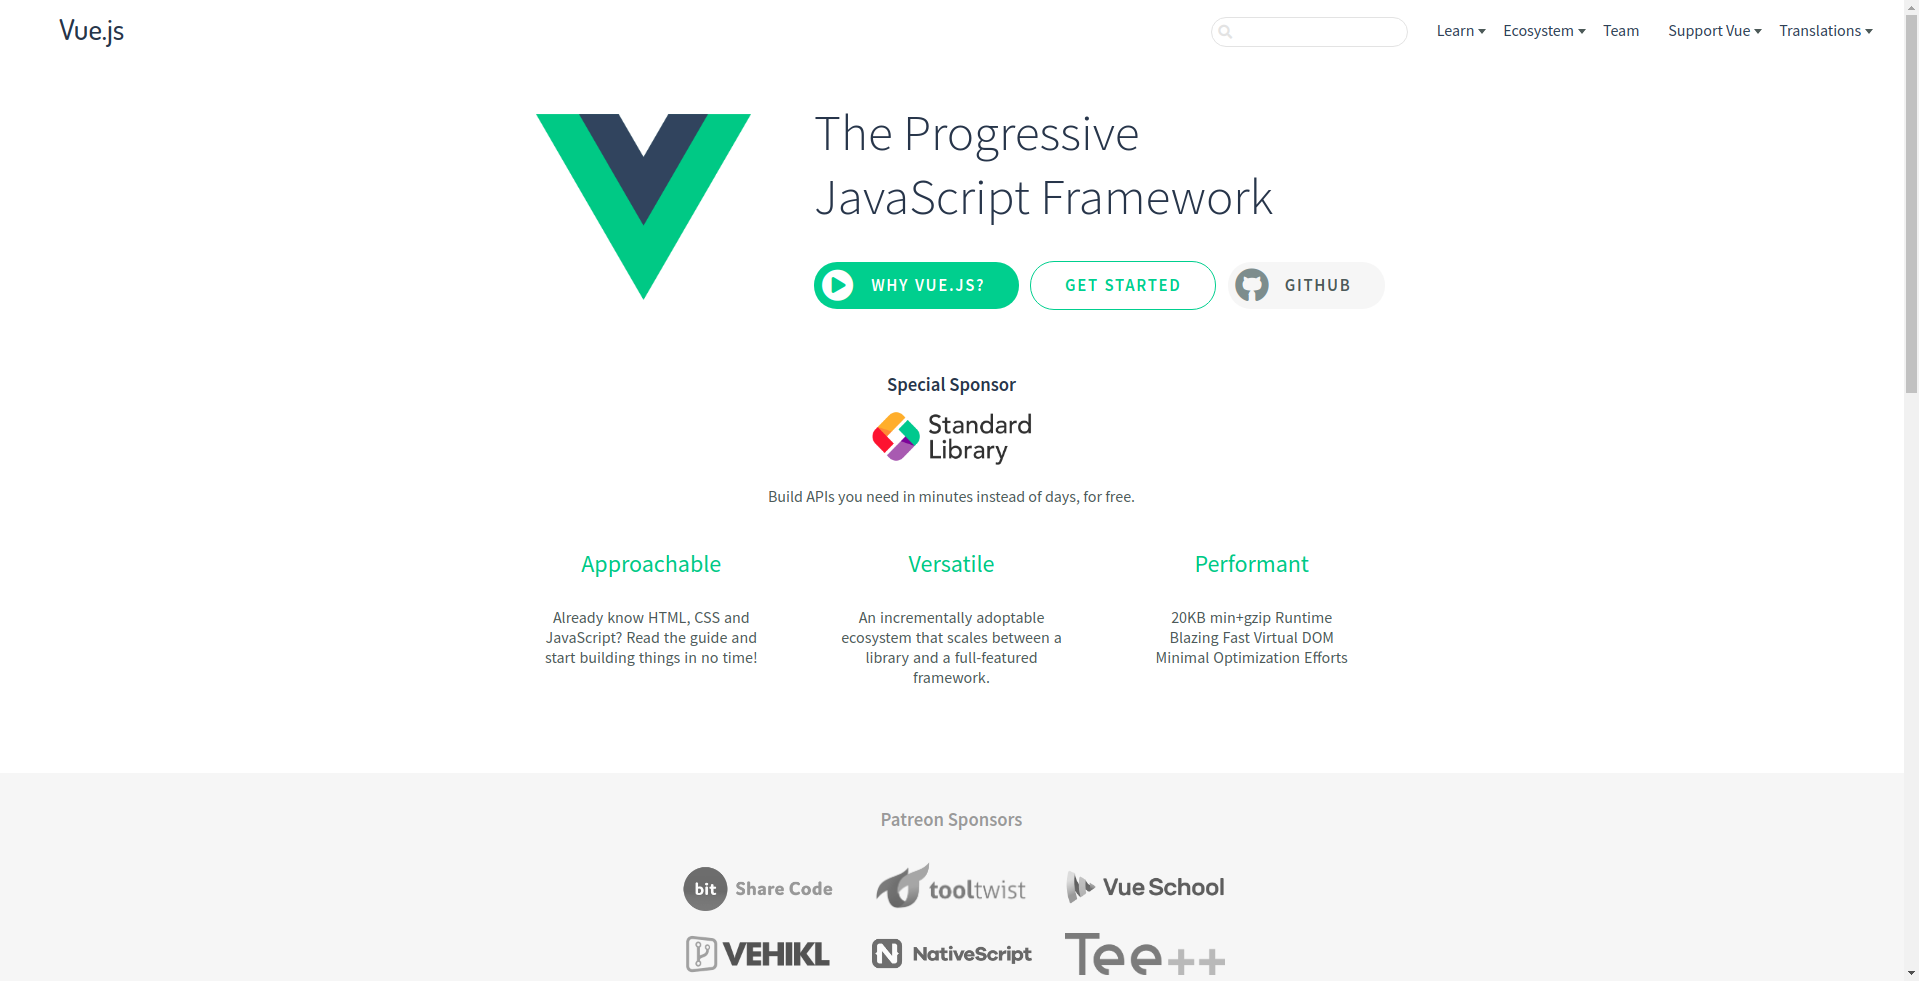 Vue.js
Learn
Ecosystem
Team
Support Vue
Translations
The Progressive
JavaScript Framework
WHY VUE.JS?
GET STARTED
GITHUB
Special Sponsor
Standard
Library
Build APIs you need in minutes instead of days, for free.
Approachable
Already know HTML, CSS and
JavaScript? Read the guide and
start building things in no time!
Versatile
An incrementally adoptable
ecosystem that scales between a
library and a full-featured
framework.
Performant
20KB min+gzip Runtime
Blazing Fast Virtual DOM
Minimal Optimization Efforts
Patreon Sponsors
bit Share Code
tooltwist
Vue School
VEHIKL
N NativeScript
Tee++